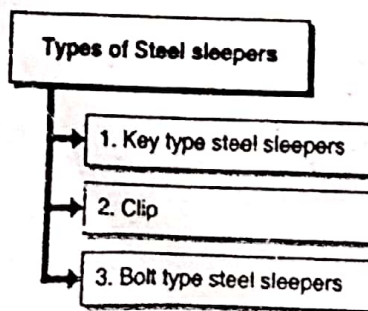 Types of Steel sleepers
1. Key type steel sleepers
2. Clip
3. Bolt type steel sleepers